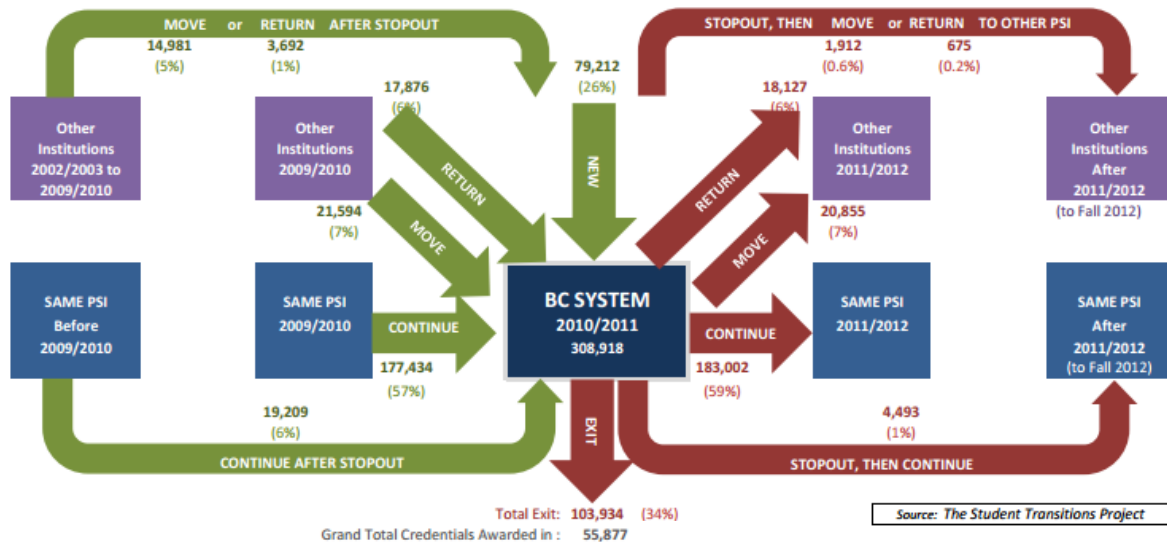 MOVE or RETURN AFTER STOPOUT
14,981 3,692
(5%) (1%)
STOPOUT, THEN MOVE or RETURN TO OTHER PSI
1,912 675
(0.6%) (0.2%)
79,212
(26%)
17,876
(6%)
18,127
(6%)
Other
Institutions
2002/2003 to
2009/2010
Other
Institutions
2009/2010
RETURN
NEW
RETURN
Other
Institutions
2011/2012
Other
Institutions
After
2011/2012
(to Fall 2012)
21,594
(7%)
MOVE
MOVE
20,855
(7%)
SAME PSI
Before
2009/2010
SAME PSI
2009/2010
CONTINUE
177,434
(57%)
BC SYSTEM
2010/2011
308,918
CONTINUE
183,002
(59%)
SAME PSI
2011/2012
SAME PSI
After
2011/2012
(to Fall 2012)
19,209
(6%)
CONTINUE AFTER STOPOUT
EXIT
4,493
(1%)
STOPOUT, THEN CONTINUE
Total Exit: 103,934 (34%)
Grand Total Credentials Awarded in : 55,877
Source: The Student Transitions Project